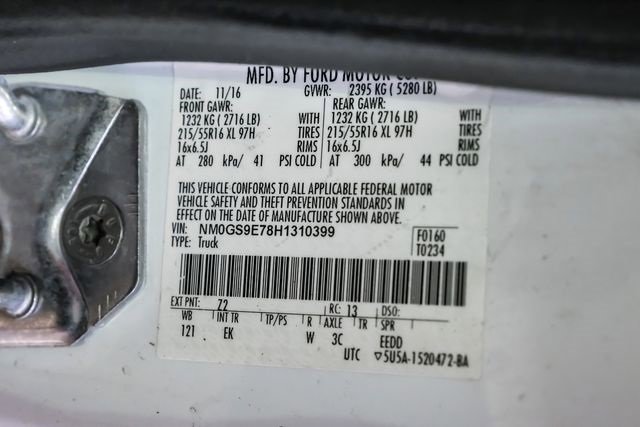 MFD. BY FORD MOTOR CO.
DATE: 11/16 GVWR: 2395 KG ( 5280 LB)
FRONT GAWR: REAR GAWR:
1232 KG ( 2716 LB) WITH 1232 KG ( 2716 LB) WITH
215/55R16 XL 97H TIRES 215/55R16 XL 97H TIRES
16x6.5J RIMS 16x6.5J RIMS
AT 280 kPa/ 41 PSI COLD AT 300 kPa/ 44 PSI COLD
THIS VEHICLE CONFORMS TO ALL APPLICABLE FEDERAL MOTOR
VEHICLE SAFETY AND THEFT PREVENTION STANDARDS IN
EFFECT ON THE DATE OF MANUFACTURE SHOWN ABOVE.
VIN: NM0GS9E78H1310399 F0160
TYPE: Truck T0234
EXT PNT: Z2 RC: 13 DSO:
WB INT TR TP/PS R AXLE TR SPR
121 EK W 3C EEDD
UTC ▽5U5A-1520472-BA